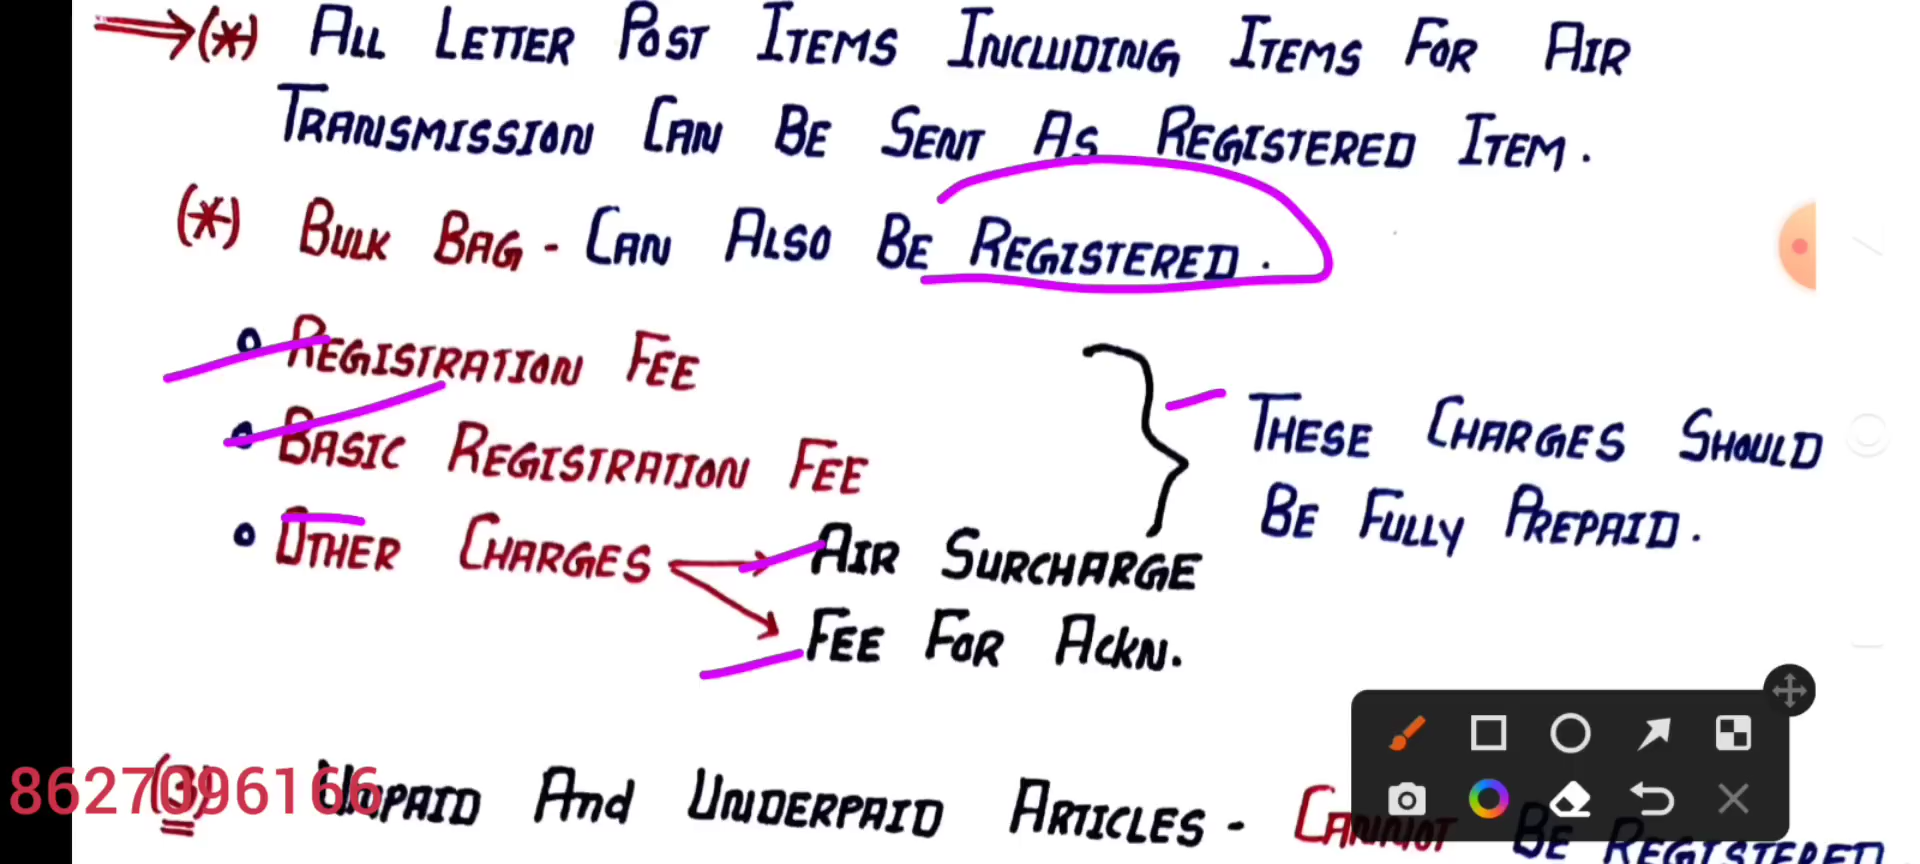 (*) ALL LETTER POST ITEMS INCLUDING ITEMS FOR AIR
TRANSMISSION CAN BE SENT AS REGISTERED ITEM.
(*) BULK BAG - CAN ALSO BE REGISTERED.
REGISTRATION FEE
BASIC REGISTRATION FEE
THESE CHARGES SHOULD
BE FULLY PREPAID.
OTHER CHARGES AIR SURCHARGE
FEE FOR ACKN.
8627096166
(3) UNPAID AND UNDERPAID ARTICLES - CANNOT BE REGISTERED